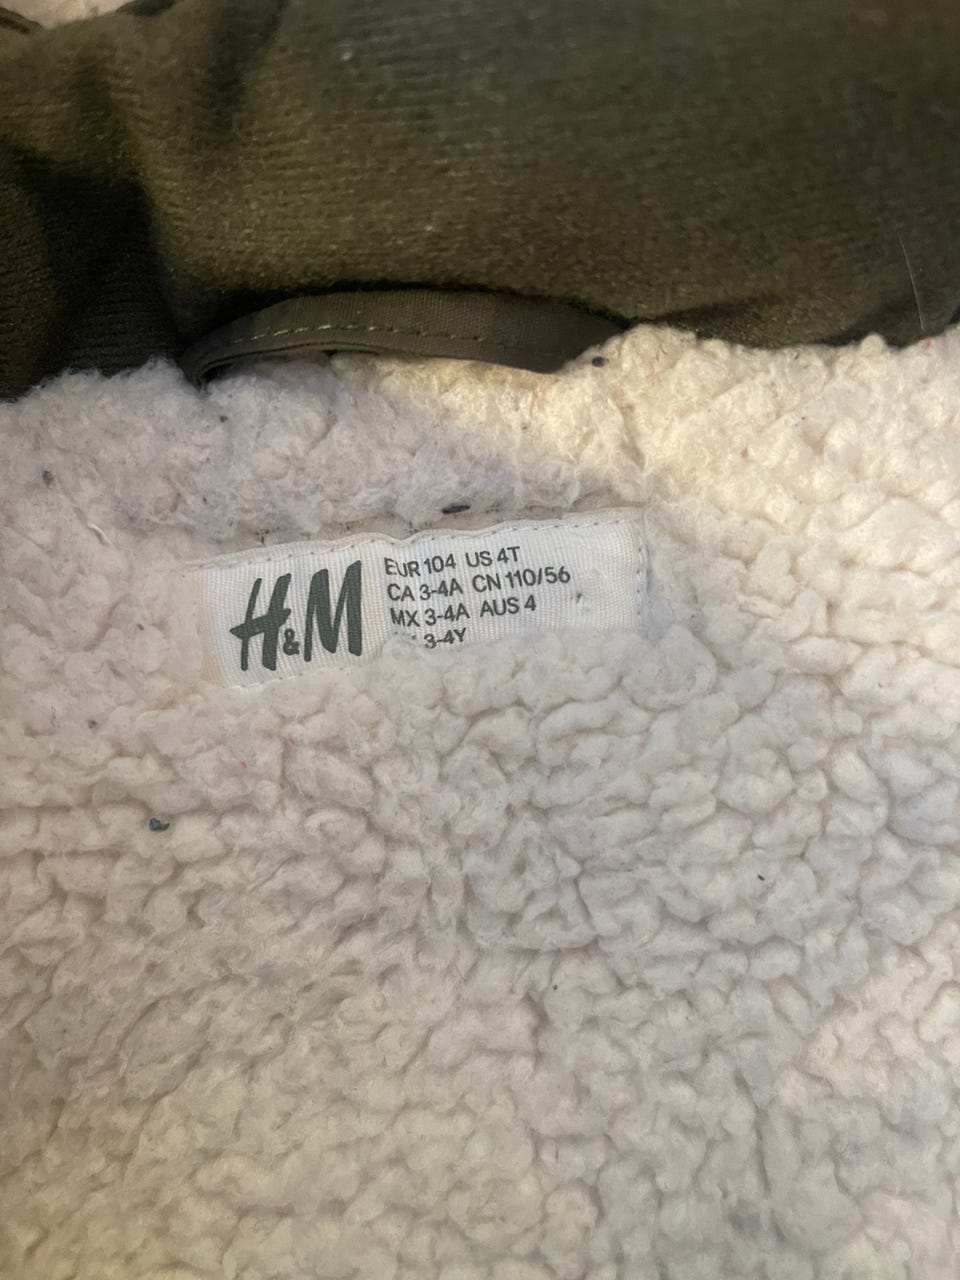 H&M
EUR 104 US 4T
CA 3-4A CN 110/56
MX 3-4A AUS 4
3-4Y